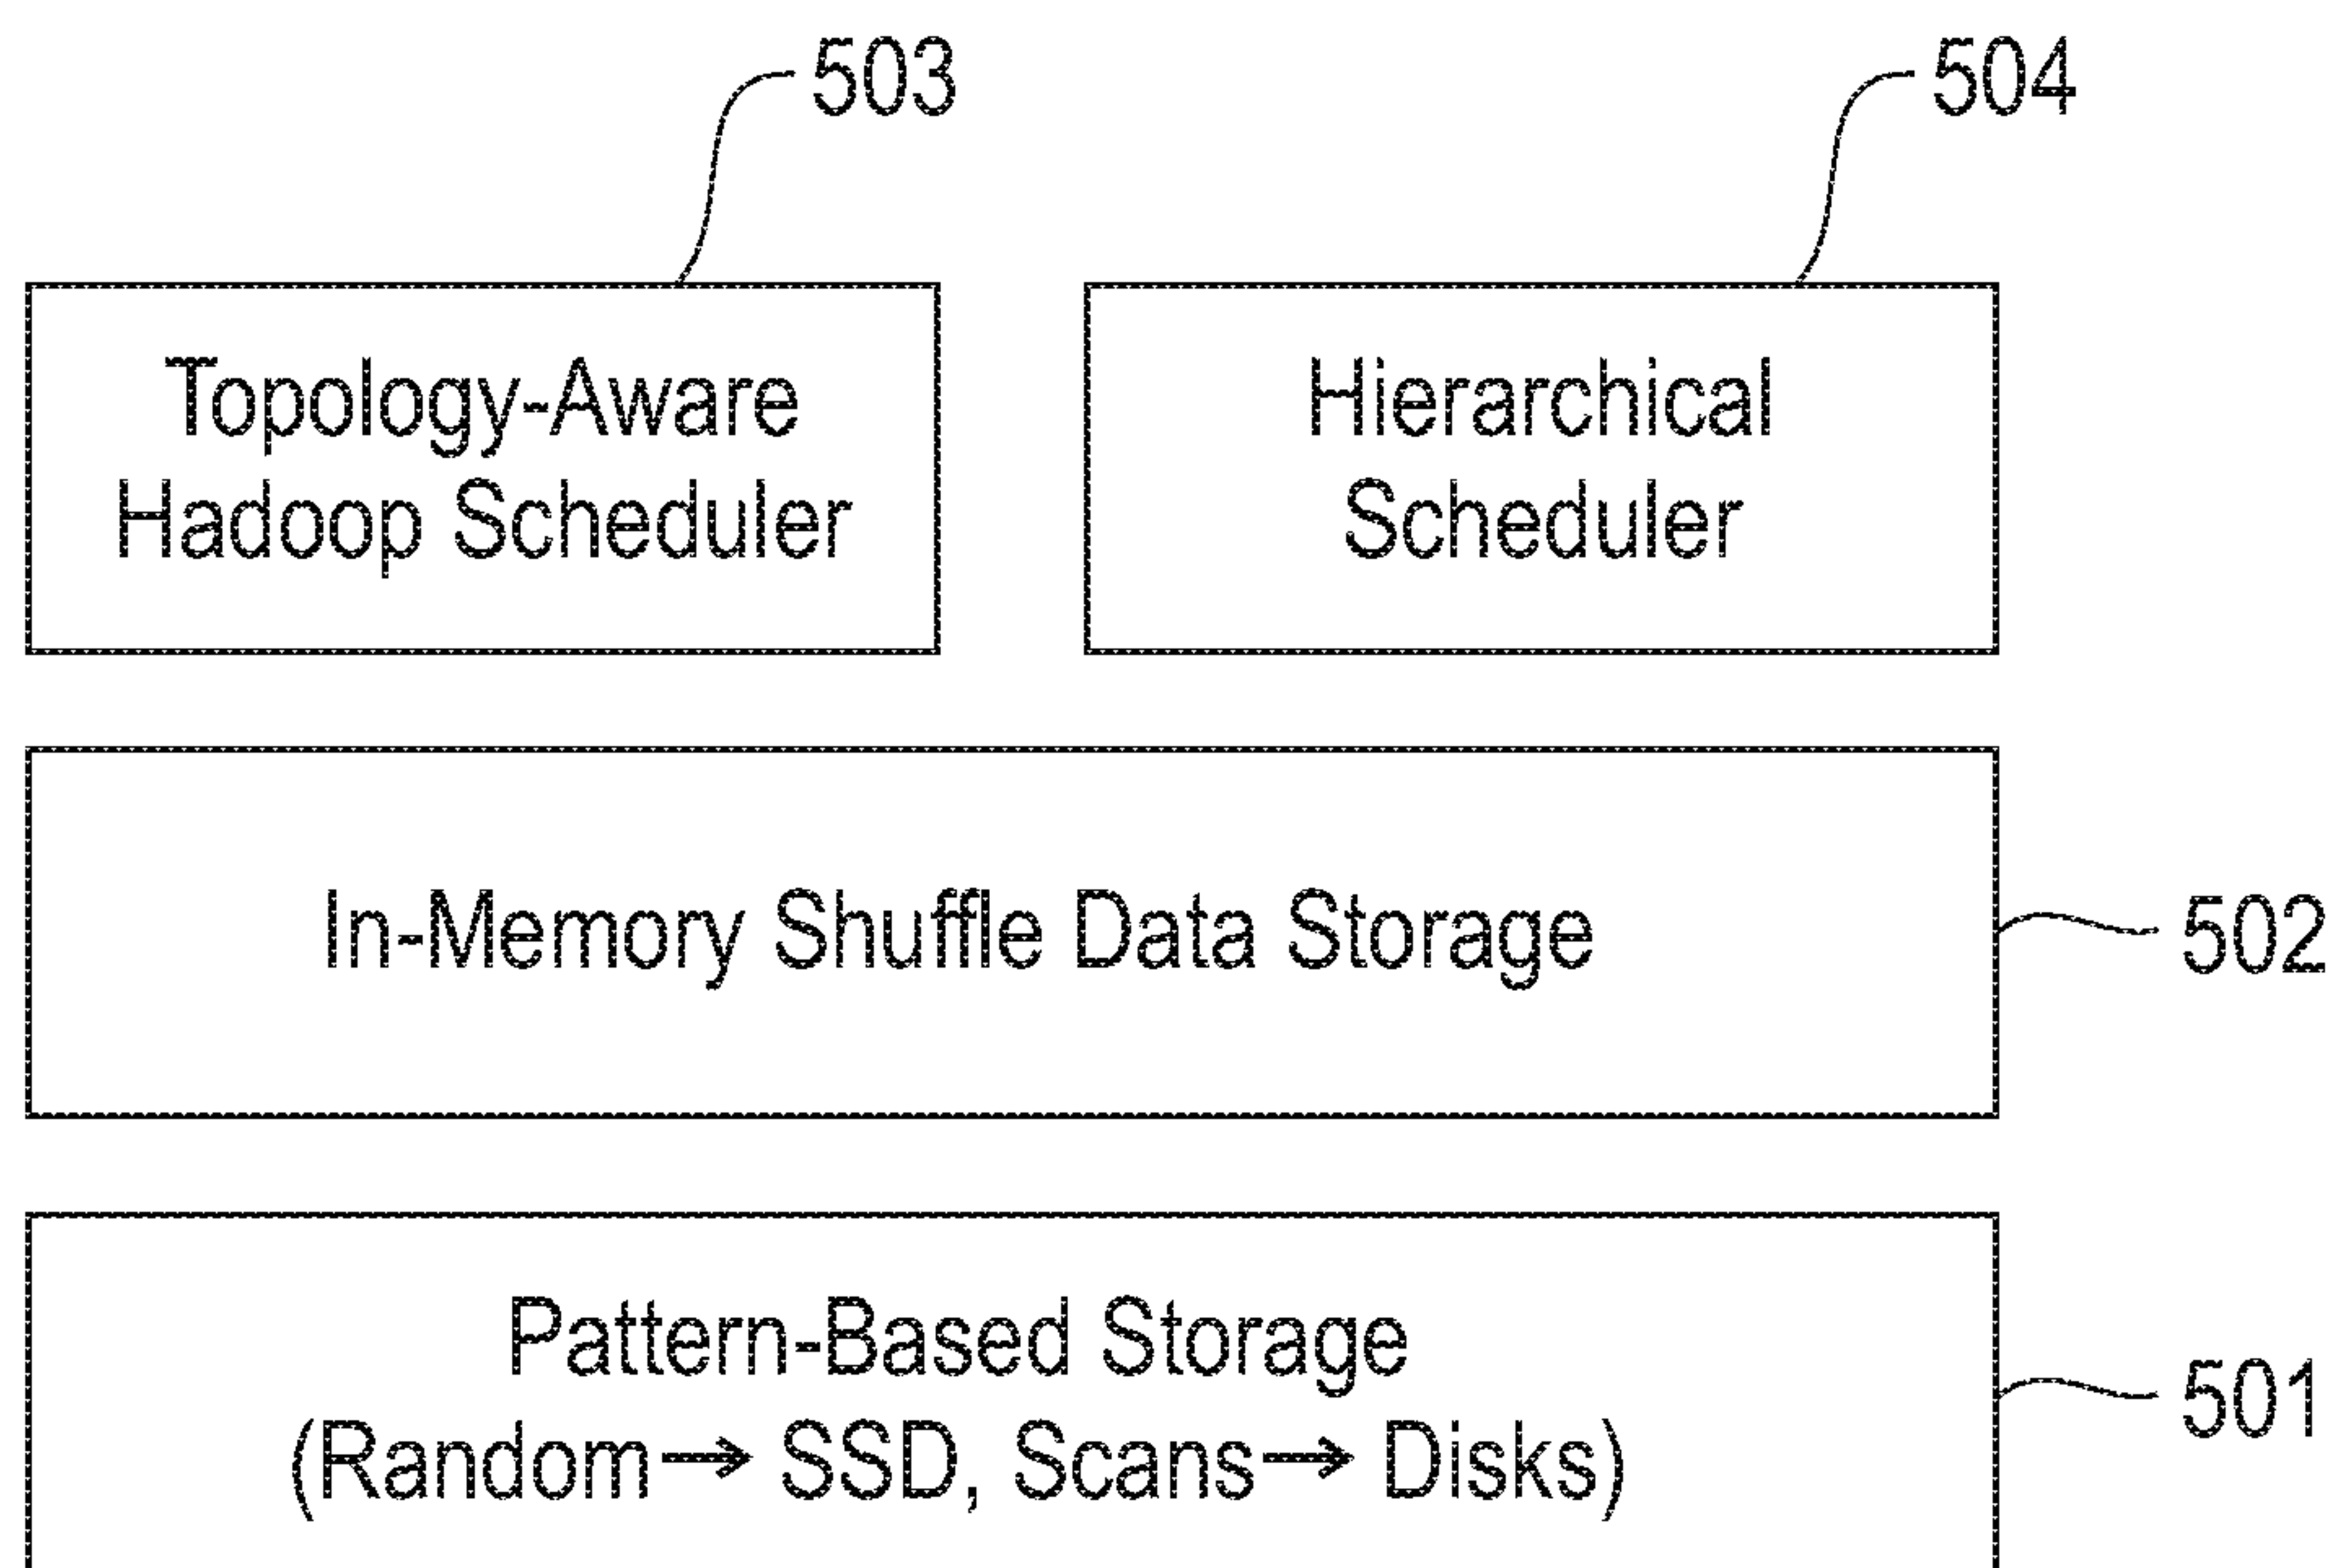 503
504
Topology-Aware
Hadoop Scheduler
Hierarchical
Scheduler
In-Memory Shuffle Data Storage
502
Pattern-Based Storage
(Random→ SSD, Scans→ Disks)
501